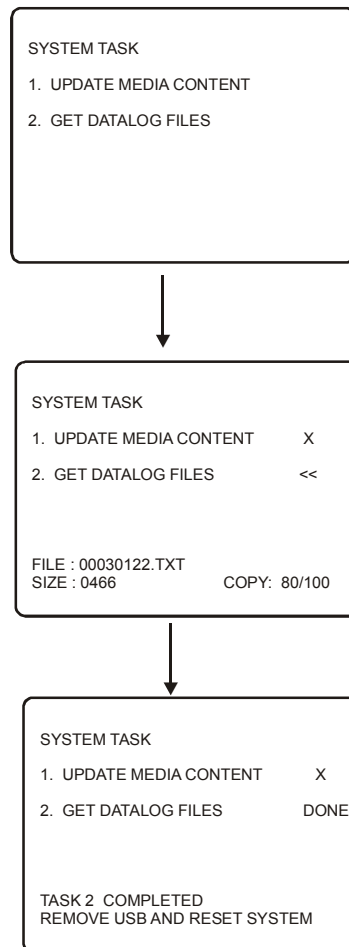 SYSTEM TASK
1. UPDATE MEDIA CONTENT
2. GET DATALOG FILES
SYSTEM TASK
1. UPDATE MEDIA CONTENT X
2. GET DATALOG FILES <<
FILE : 00030122.TXT
SIZE : 0466 COPY: 80/100
SYSTEM TASK
1. UPDATE MEDIA CONTENT X
2. GET DATALOG FILES DONE
TASK 2 COMPLETED
REMOVE USB AND RESET SYSTEM